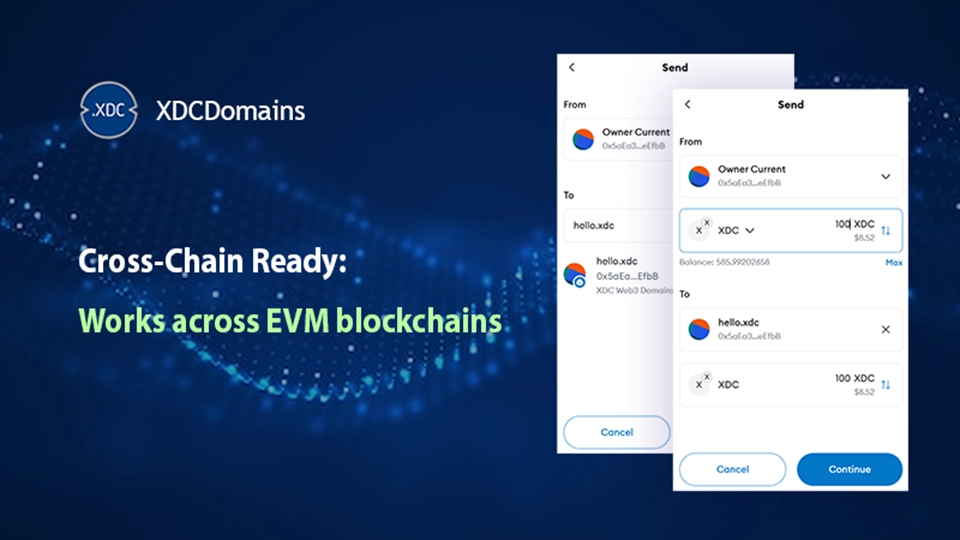 .XDC
XDCDomains
Cross-Chain Ready:
Works across EVM blockchains
Send
From
Owner Current
0x5aEa3...eEfbB
To
hello.xdc
hello.xdc
0x5aEa...EfbB
XDC Web3 Domains
Cancel
Send
From
Owner Current
0x5aEa3...eEfbB
X X XDC 100 XDC
$8.52
Balance: 585.99202658 Max
To
hello.xdc
0x5aEa3...eEfbB
X X XDC 100 XDC
$8.52
Cancel Continue